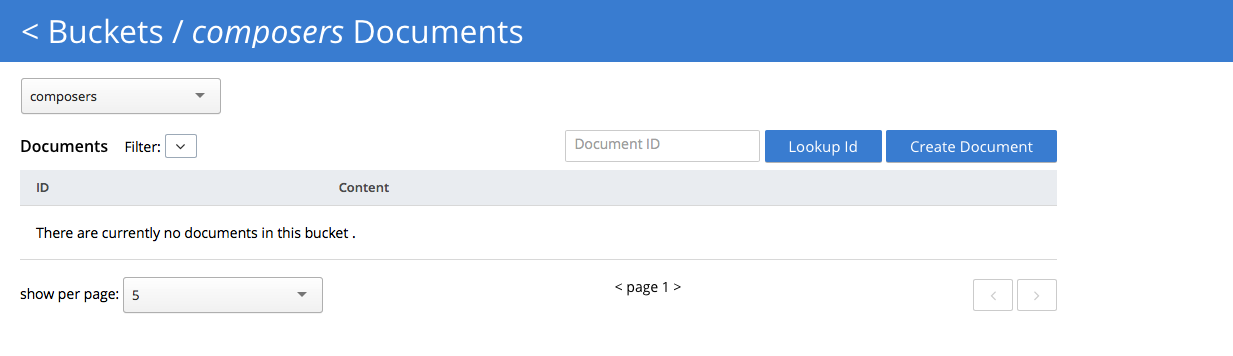 < Buckets / composers Documents
composers
Documents Filter: Document ID Lookup Id Create Document
ID Content
There are currently no documents in this bucket .
show per page: 5 < page 1 > < >